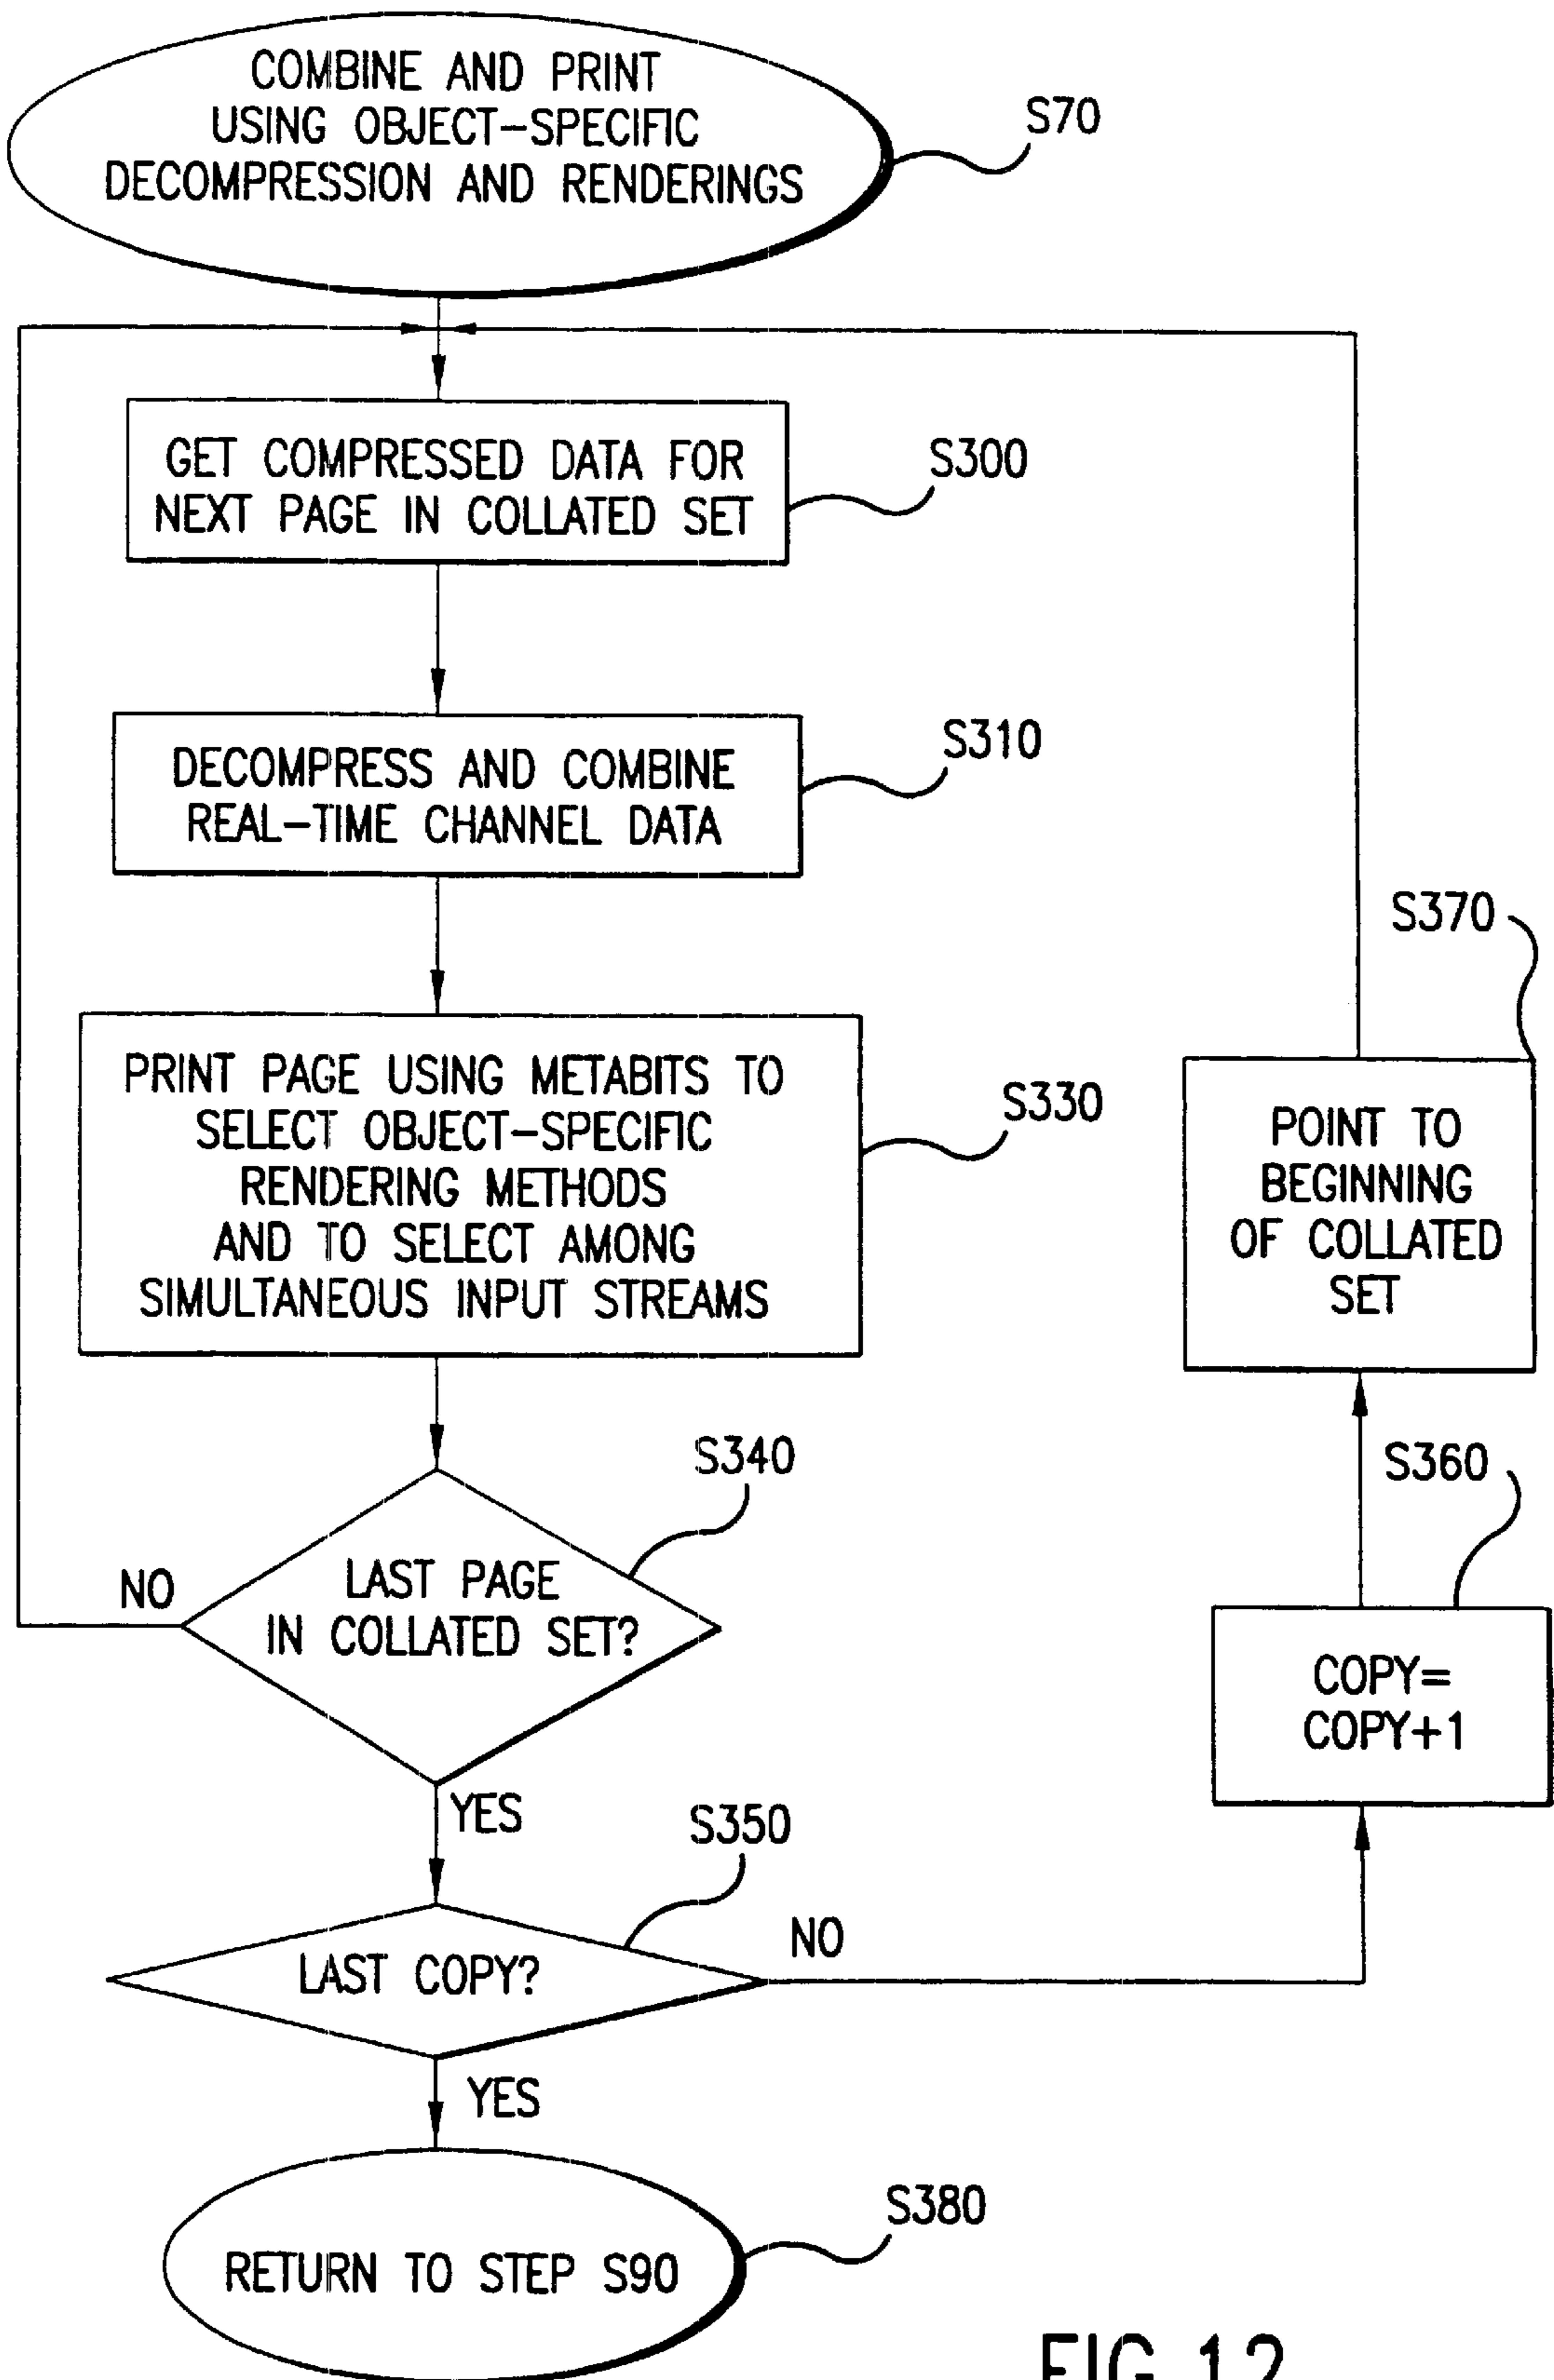 COMBINE AND PRINT
USING OBJECT-SPECIFIC
DECOMPRESSION AND RENDERINGS
S70
GET COMPRESSED DATA FOR
NEXT PAGE IN COLLATED SET
S300
DECOMPRESS AND COMBINE
REAL-TIME CHANNEL DATA
S310
PRINT PAGE USING METABITS TO
SELECT OBJECT-SPECIFIC
RENDERING METHODS
AND TO SELECT AMONG
SIMULTANEOUS INPUT STREAMS
S330
LAST PAGE
IN COLLATED SET?
S340
NO
YES
LAST COPY?
S350
NO
YES
COPY=
COPY+1
S360
POINT TO
BEGINNING
OF COLLATED
SET
S370
RETURN TO STEP S90
S380
FIG.12